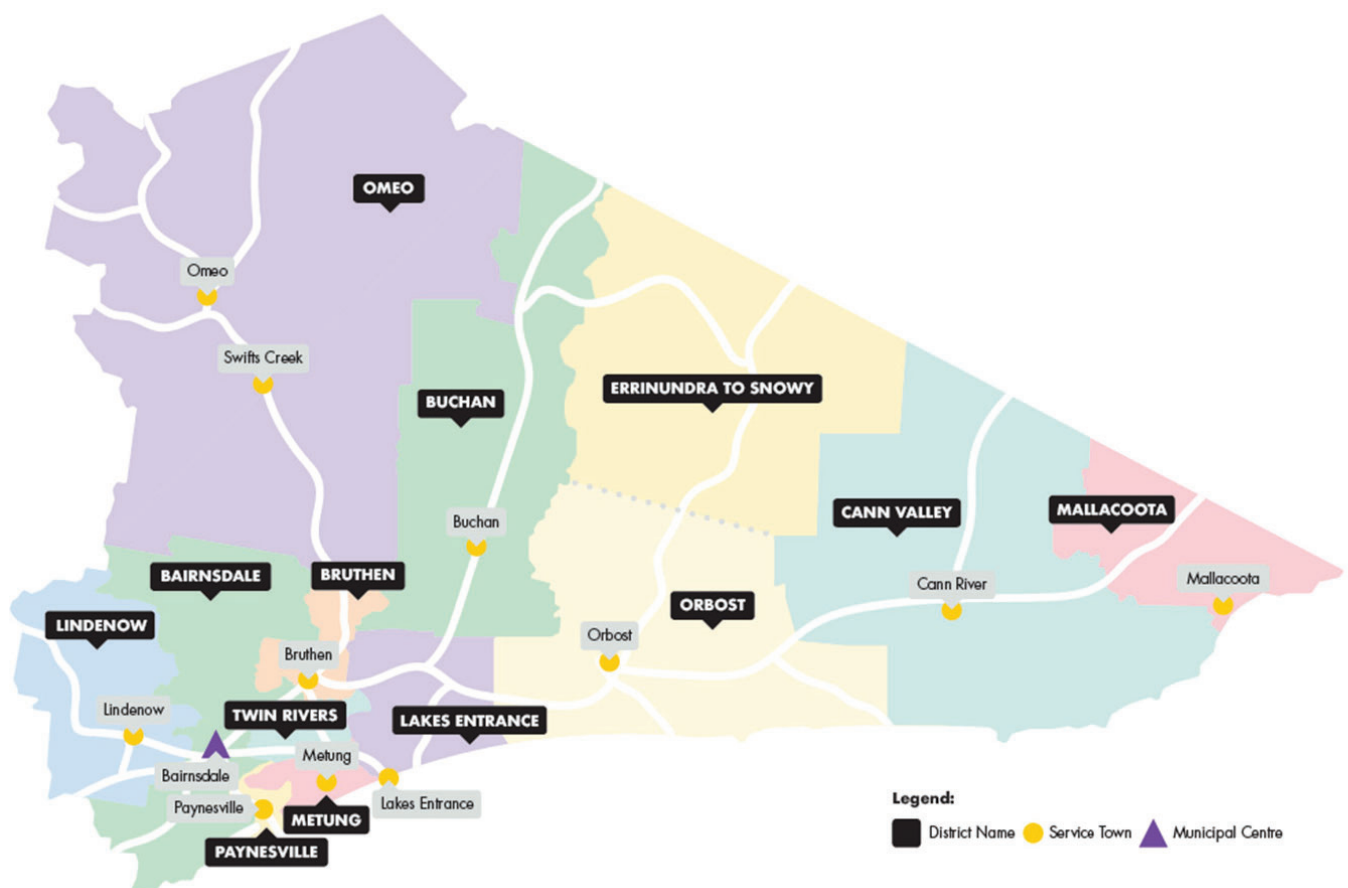 OMEO
Omeo
Swifts Creek
BUCHAN
ERRINUNDRA TO SNOWY
Buchan
CANN VALLEY
MALLACOOTA
BAIRNSDALE
BRUTHEN
Cann River
Mallacoota
LINDENOW
ORBOST
Orbost
Bruthen
Lindenow
TWIN RIVERS
LAKES ENTRANCE
Metung
Bairnsdale
Paynesville
Lakes Entrance
METUNG
PAYNESVILLE
Legend:
District Name Service Town Municipal Centre